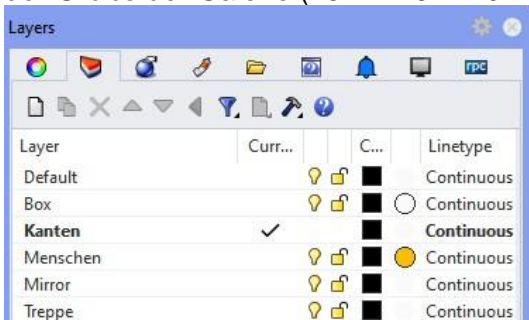 Layers
rpc
Layer Curr... C... Linetype
Default Continuous
Box Continuous
Kanten Continuous
Menschen Continuous
Mirror Continuous
Treppe Continuous